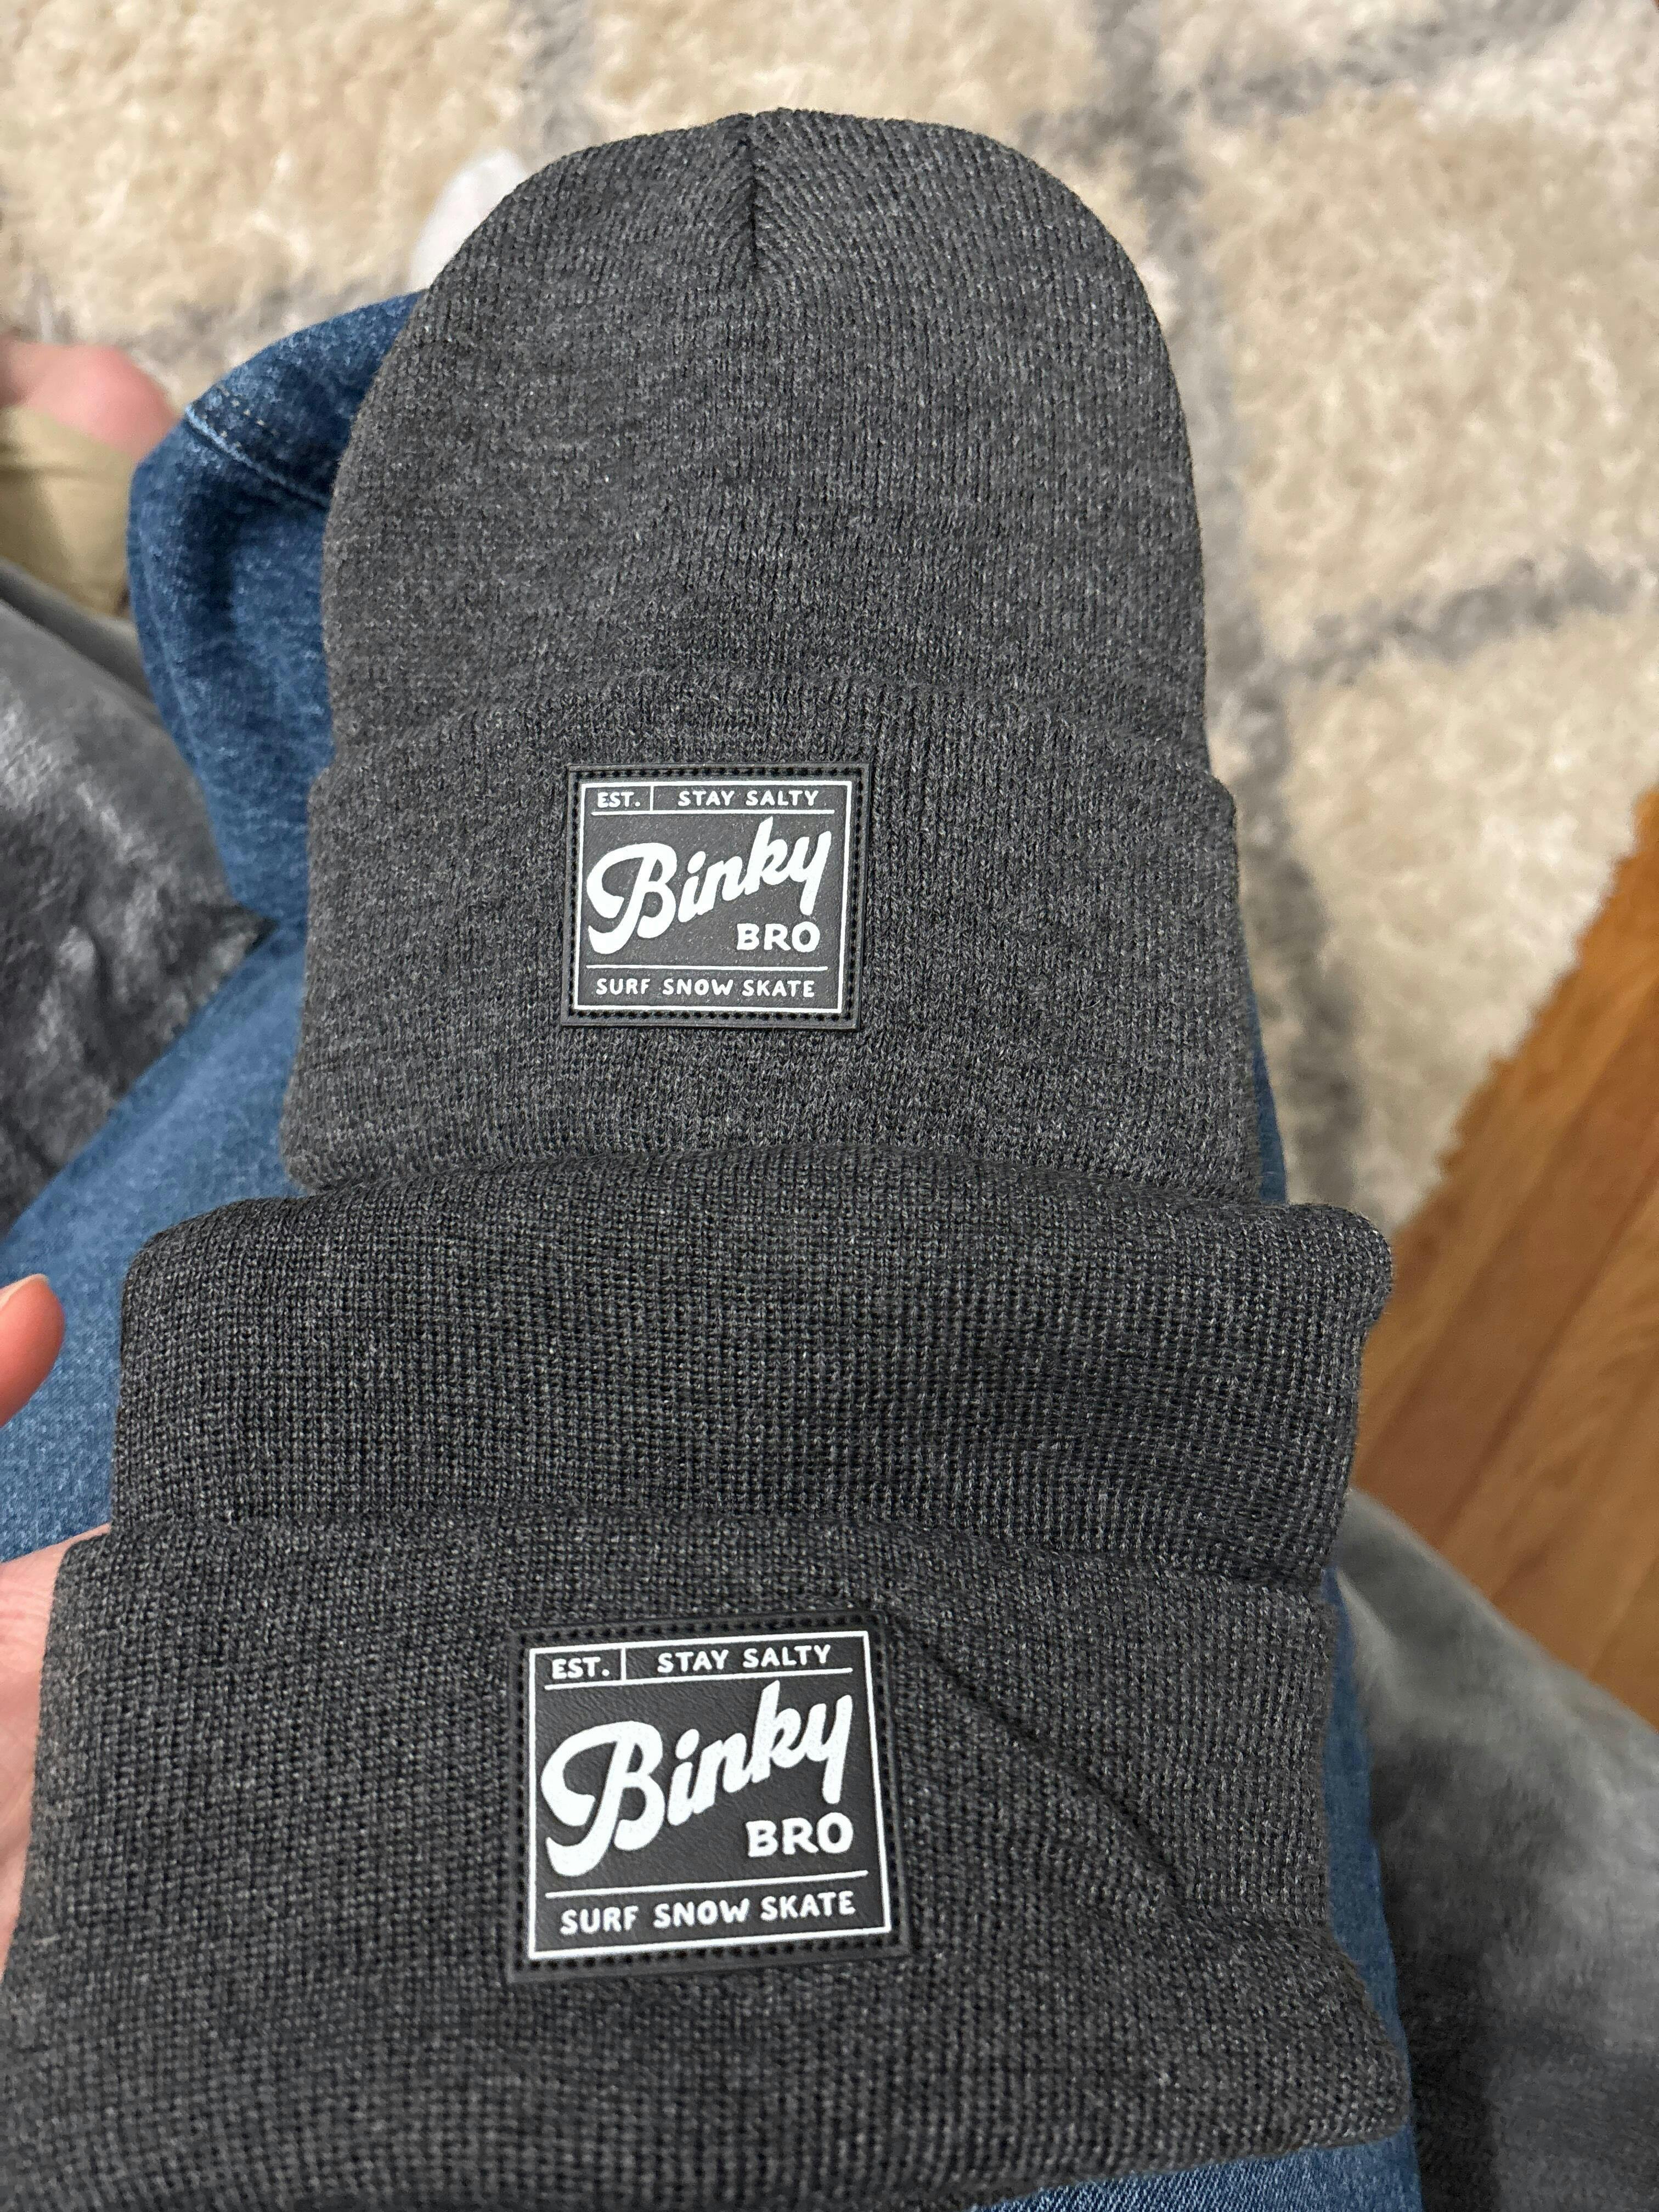 EST. STAY SALTY
Binky
BRO
SURF SNOW SKATE
EST. STAY SALTY
Binky
BRO
SURF SNOW SKATE